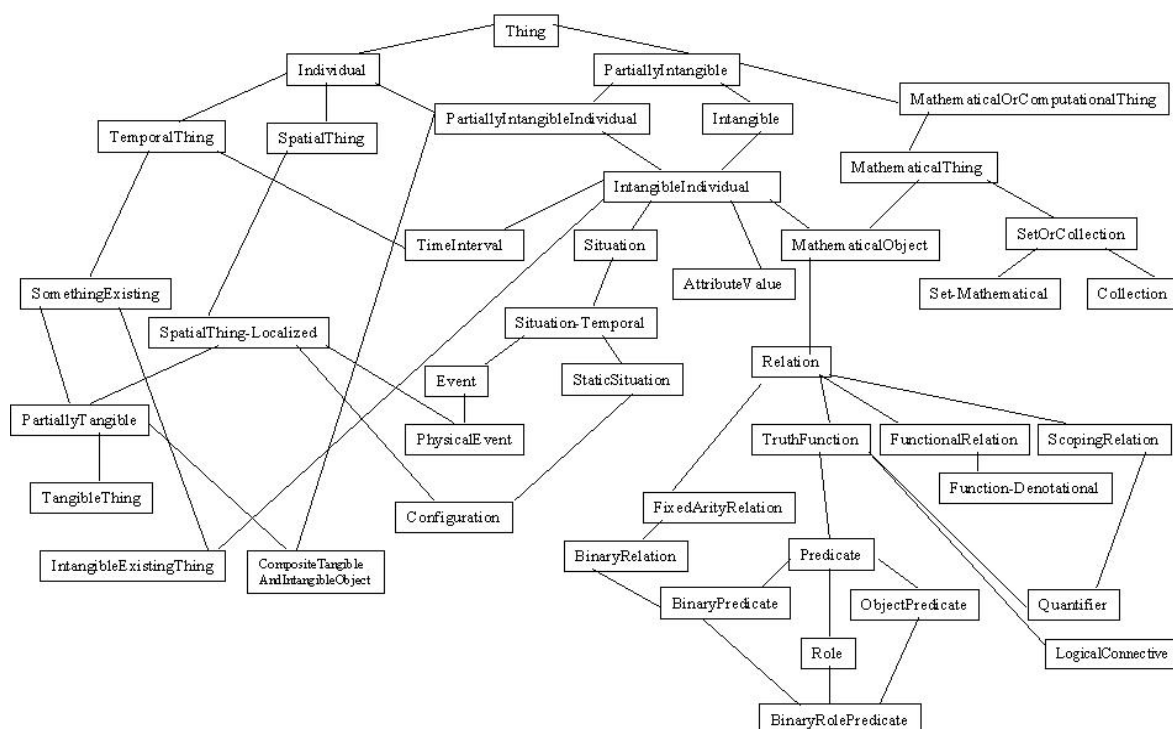 Thing
Individual
PartiallyIntangible
MathematicalOrComputationalThing
PartiallyIntangibleIndividual
Intangible
TemporalThing
SpatialThing
MathematicalThing
IntangibleIndividual
SetOrCollection
TimeInterval
Situation
MathematicalObject
AttributeValue
Set-Mathematical
Collection
SomethingExisting
SpatialThing-Localized
Situation-Temporal
Relation
Event
StaticSituation
PartiallyTangible
PhysicalEvent
TruthFunction
FunctionalRelation
ScopingRelation
TangibleThing
Function-Denotational
FixedArityRelation
Configuration
IntangibleExistingThing
CompositeTangible
AndIntangibleObject
BinaryRelation
Predicate
BinaryPredicate
ObjectPredicate
Quantifier
Role
LogicalConnective
BinaryRolePredicate